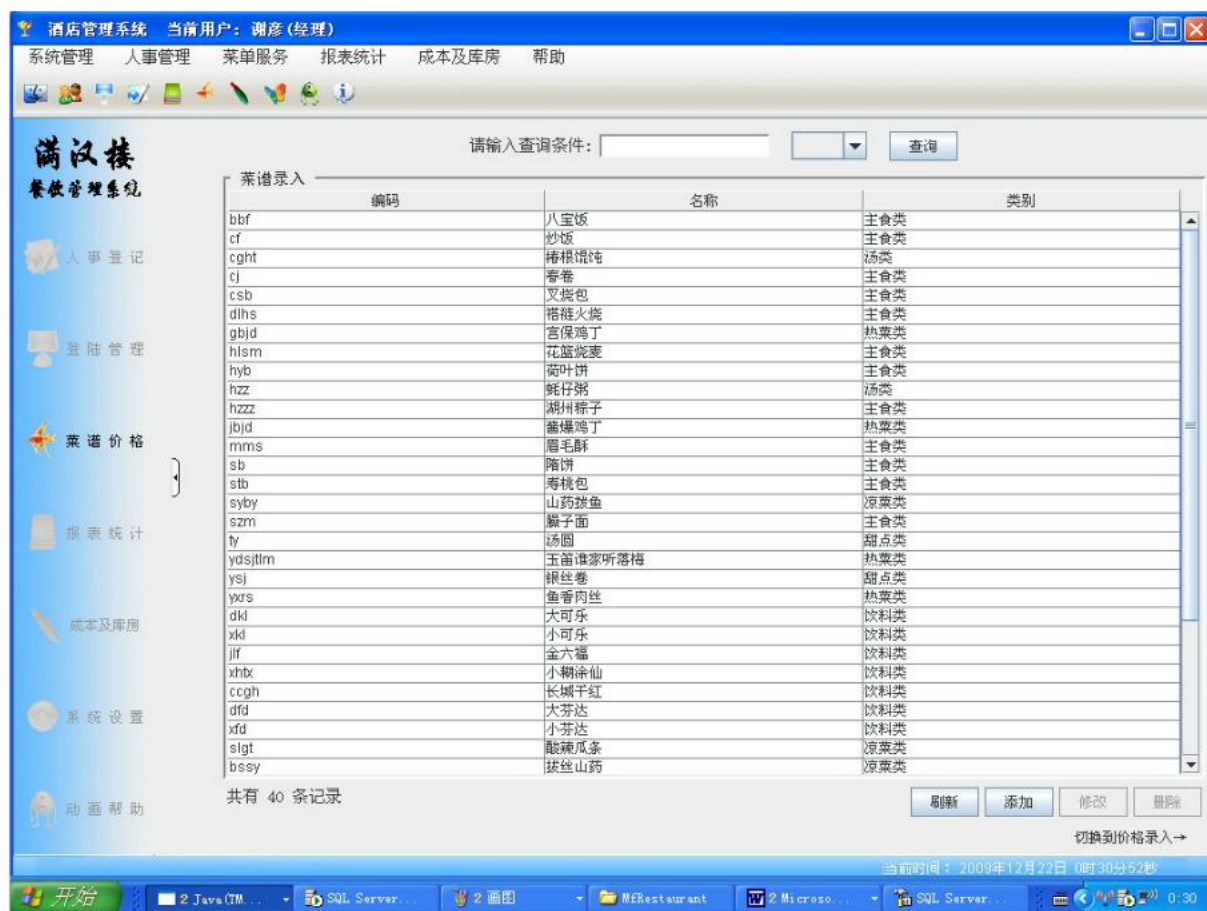 酒店管理系统 当前用户：谢彦(经理)
系统管理 人事管理 菜单服务 报表统计 成本及库房 帮助
满汉楼
餐饮管理系统
请输入查询条件： 查询
人事登记
登陆管理
菜谱价格
报表统计
成本及库房
系统设置
动画帮助
菜谱录入
编码 名称 类别
bbf 八宝饭 主食类
cf 炒饭 主食类
cght 椿根馄饨 汤类
cj 春卷 主食类
csb 叉烧包 主食类
dlhs 褡裢火烧 主食类
gbjd 宫保鸡丁 热菜类
hlsm 花篮烧麦 主食类
hyb 荷叶饼 主食类
hzz 蚝仔粥 汤类
hzzz 湖州粽子 主食类
jbjd 酱爆鸡丁 热菜类
mms 眉毛酥 主食类
sb 隋饼 主食类
stb 寿桃包 主食类
syby 山药拨鱼 凉菜类
szm 臊子面 主食类
ty 汤圆 甜点类
ydsjtlm 玉笛谁家听落梅 热菜类
ysj 银丝卷 甜点类
yxrs 鱼香肉丝 热菜类
dkl 大可乐 饮料类
xkl 小可乐 饮料类
jlf 金六福 饮料类
xhtx 小糊涂仙 饮料类
ccgh 长城干红 饮料类
dfd 大芬达 饮料类
xfd 小芬达 饮料类
slgt 酸辣瓜条 凉菜类
bssy 拔丝山药 凉菜类
共有 40 条记录
刷新 添加 修改 删除
切换到价格录入→
当前时间：2009年12月22日 0时30分52秒
开始 2 Java(TM... SQL Server... 2 画图 MfRestaurant 2 Microso... SQL Server... 0:30